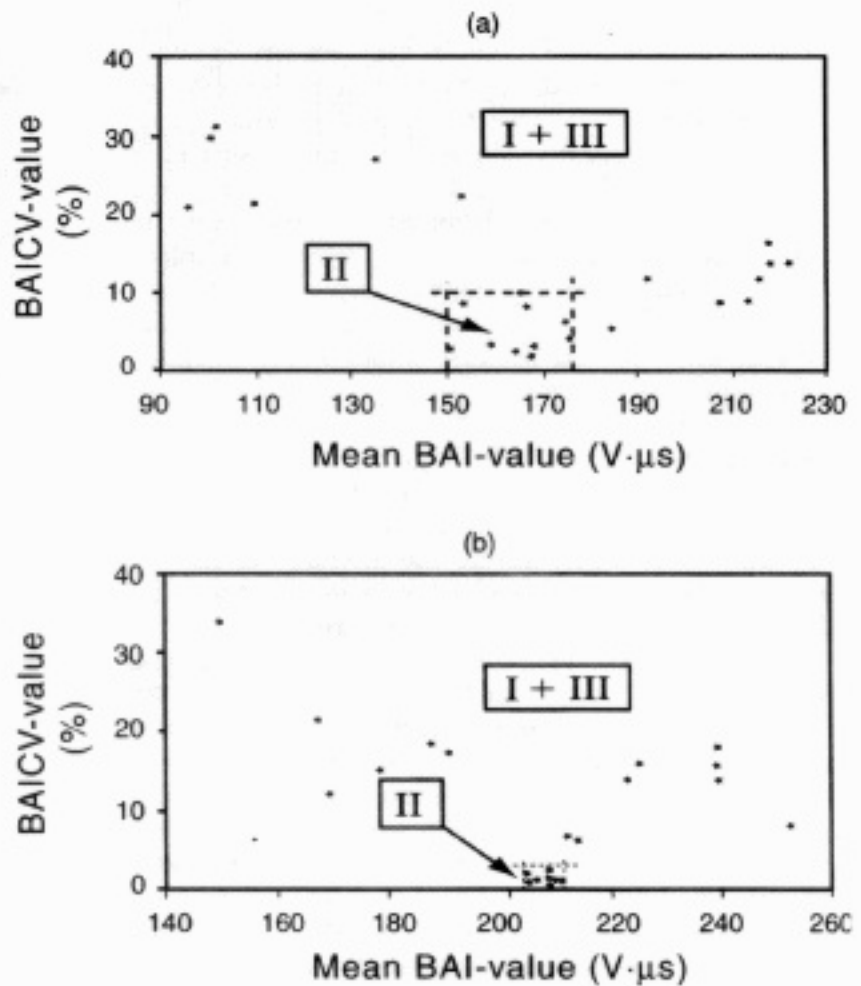 (a)
40
30
20
10
0
BAICV-value
(%)
I + III
II
90 110 130 150 170 190 210 230
Mean BAI-value (V·μs)
(b)
40
30
20
10
0
BAICV-value
(%)
I + III
II
140 160 180 200 220 240 260
Mean BAI-value (V·μs)